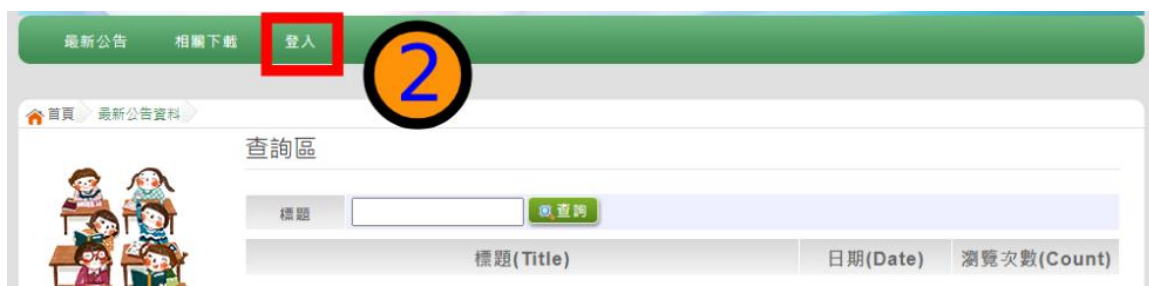 最新公告 相關下載 登入
2
首頁 最新公告資料
查詢區
標題 查詢
標題(Title) 日期(Date) 瀏覽次數(Count)